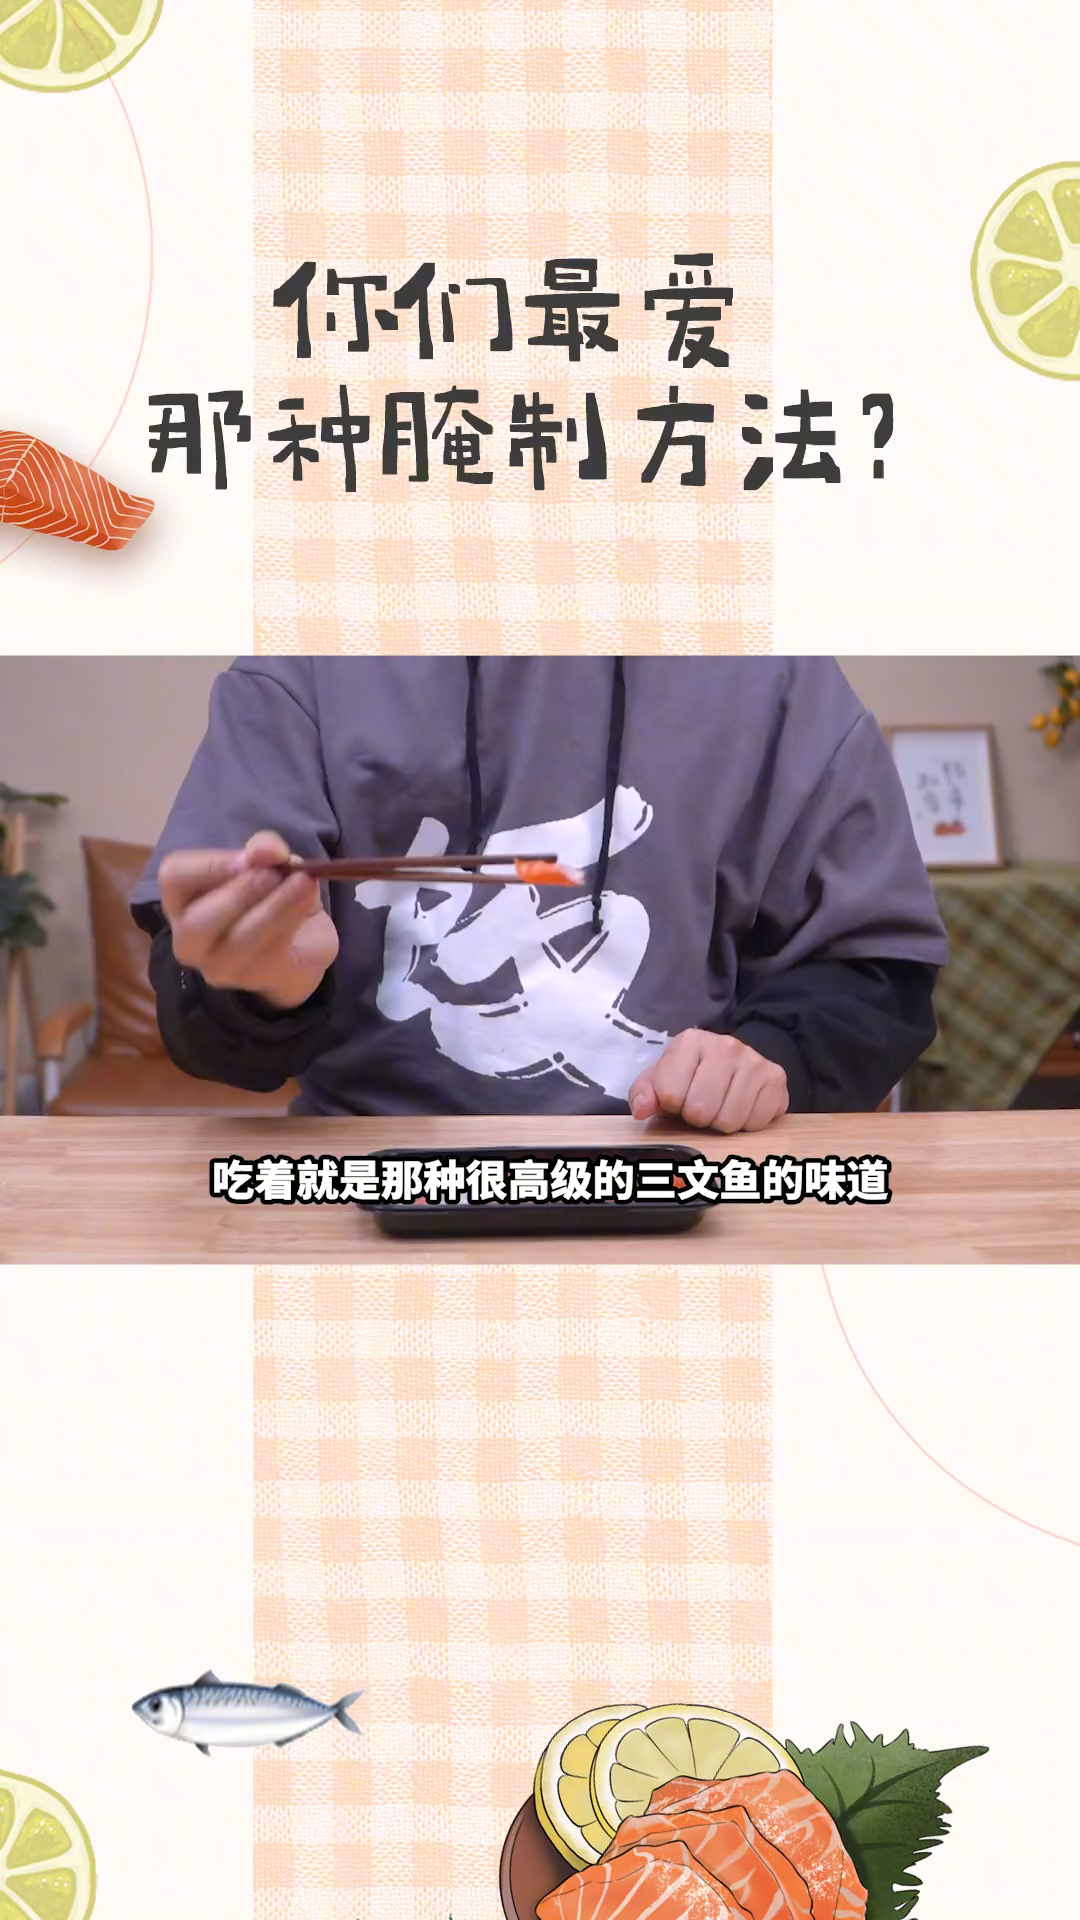 你们最爱
那种腌制方法？
饭
吃着就是那种很高级的三文鱼的味道